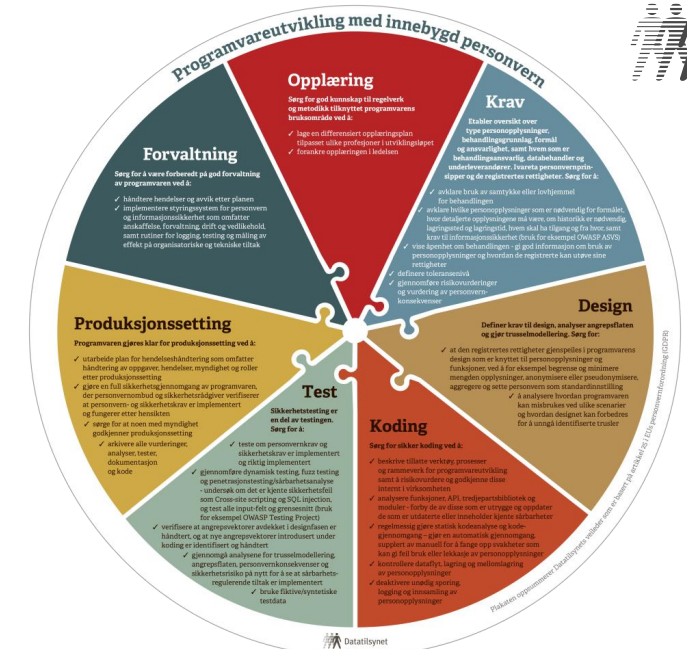 Programvareutvikling med innebygd personvern
Opplæring
Sørg for god kunnskap til regelverk
og metodikk tilknyttet programvarens
bruksområde ved å:
✓ lage en differensiert opplæringsplan
tilpasset ulike profesjoner i utviklingsløpet
✓ forankre opplæringen i ledelsen
Krav
Etabler oversikt over
type personopplysninger,
behandlingsgrunnlag, formål
og ansvarlighet, samt hvem som er
behandlingsansvarlig, databehandler og
underleverandører. Ivareta personvernprin-
sipper og de registrertes rettigheter. Sørg for å:
✓ avklare bruk av samtykke eller lovhjemmel
for behandlingen
✓ avklare hvilke personopplysninger som er nødvendig for formålet,
hvor detaljerte opplysningene må være, om historikk er nødvendig,
lagringssted og lagringstid, hvem skal ha tilgang og fra hvor, samt
krav til informasjonssikkerhet (bruk for eksempel OWASP ASVS)
✓ vise åpenhet om behandlingen - gi god informasjon om bruk av
personopplysninger og hvordan de registrerte kan utøve sine
rettigheter
✓ definere toleransenivå
✓ gjennomføre risikovurderinger
og vurdering av personvern-
konsekvenser
Design
Definer krav til design, analyser angrepsflaten
og gjør trusselmodellering. Sørg for:
✓ at den registrertes rettigheter gjenspeiles i programvarens
design som er knyttet til personopplysninger og
funksjoner, ved å for eksempel begrense og minimere
mengden opplysninger, anonymisere eller pseudonymisere,
aggregere og sette personvern som standardinnstilling
✓ å analysere hvordan programvaren
kan misbrukes ved ulike scenarier
og hvordan designet kan forbedres
for å unngå identifiserte trusler
Koding
Sørg for sikker koding ved å:
✓ beskrive tillatte verktøy, prosesser
og rammeverk for programvareutvikling
samt å risikovurdere og godkjenne disse
internt i virksomheten
✓ analysere funksjoner, API, tredjepartsbibliotek og
moduler - forby de av disse som er utrygge og oppdater
de som er utdaterte eller inneholder kjente sårbarheter
✓ regelmessig gjøre statisk kodeanalyse og kode-
gjennomgang – gjør en automatisk gjennomgang,
suppler av manuell for å fange opp svakheter som
kan gi feil bruk eller lekkasje av personopplysninger
✓ kontrollere dataflyt, lagring og mellomlagring
av personopplysninger
✓ deaktivere unødig sporing,
logging og innsamling av
personopplysninger
Test
Sikkerhetstesting er
en del av testingen.
Sørg for å:
✓ teste om personvernkrav og
sikkerhetskrav er implementert
og riktig implementert
✓ gjennomføre dynamisk testing, fuzz testing
og penetrasjonstesting/sårbarhetsanalyse
- undersøk om det er kjente sikkerhetsfeil
som Cross-site scripting og SQL injection,
og test alle input-felt og grensesnitt (bruk
for eksempel OWASP Testing Project)
✓ verifisere at angrepsvektorer avdekket i designfasen er
håndtert, og at nye angrepsvektorer introdusert under
koding er identifisert og håndtert
✓ gjennomgå analysene for trusselmodellering,
angrepsflaten, personvernkonsekvenser og
sikkerhetsrisiko på nytt for å se at sårbarhets-
regulerende tiltak er implementert
✓ bruke fiktive/syntetiske
testdata
Produksjonssetting
Programvaren gjøres klar for produksjonssetting ved å:
✓ utarbeide plan for hendelseshåndtering som omfatter
håndtering av oppgaver, hendelser, myndighet og roller
etter produksjonssetting
✓ gjøre en full sikkerhetsgjennomgang av programvaren,
der personvernombud og sikkerhetsrådgiver verifiserer
at personvern- og sikkerhetskrav er implementert
og fungerer etter hensikten
✓ sørge for at noen med myndighet
godkjenner produksjonssetting
✓ arkivere alle vurderinger,
analyser, tester,
dokumentasjon
og kode
Forvaltning
Sørg for å være forberedt på god forvaltning
av programvaren ved å:
✓ håndtere hendelser og avvik etter planen
✓ implementere styringssystem for personvern
og informasjonssikkerhet som omfatter
anskaffelse, forvaltning, drift og vedlikehold,
samt rutiner for logging, testing og måling av
effekt på organisatoriske og tekniske tiltak
Plakaten oppsummerer Datatilsynets veileder som er basert på artikkel 25 i EUs personvernforordning (GDPR)
Datatilsynet